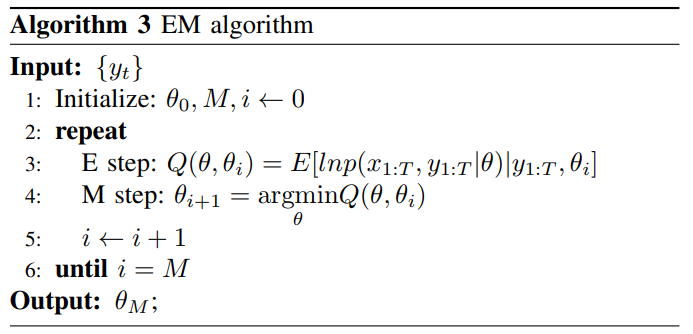 Algorithm 3 EM algorithm
Input: {y_t}
1: Initialize: θ_0, M, i ← 0
2: repeat
3: E step: Q(θ, θ_i) = E[lnp(x_{1:T}, y_{1:T}|θ)|y_{1:T}, θ_i]
4: M step: θ_{i+1} = argminQ(θ, θ_i)
θ
5: i ← i + 1
6: until i = M
Output: θ_M;